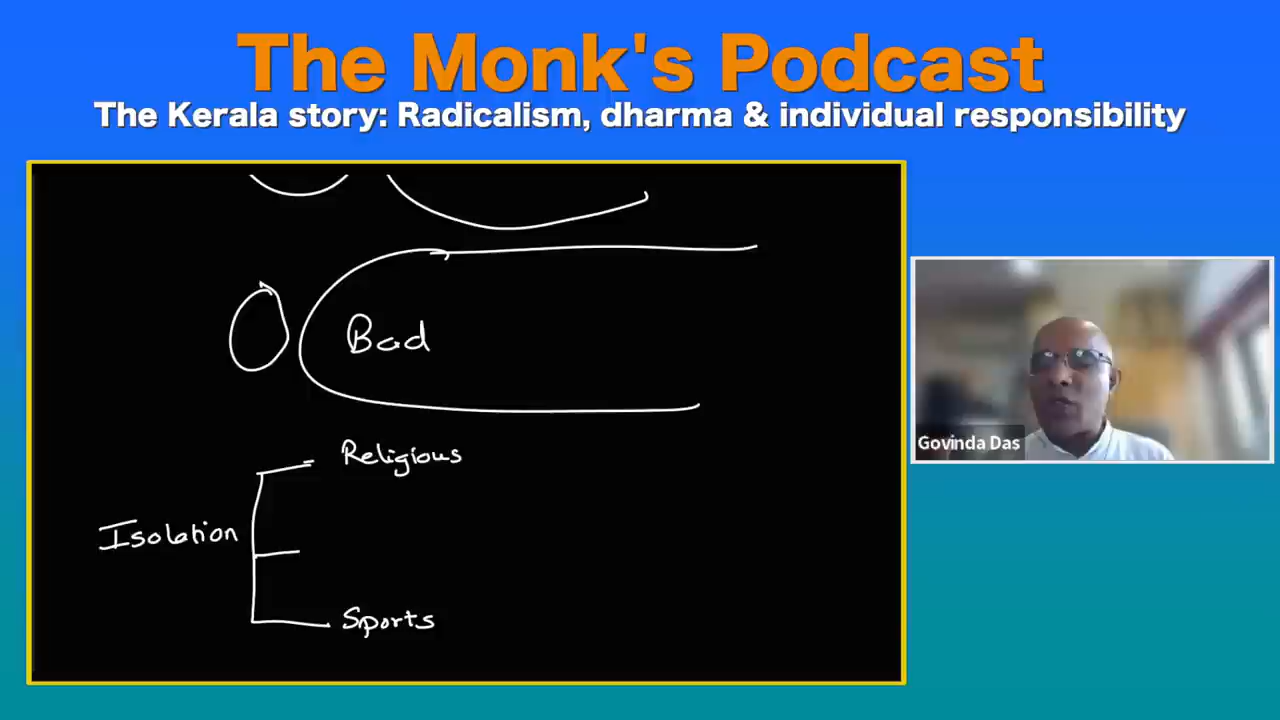 The Monk's Podcast
The Kerala story: Radicalism, dharma & individual responsibility
Bad
Religious
Isolation
Sports
Govinda Das